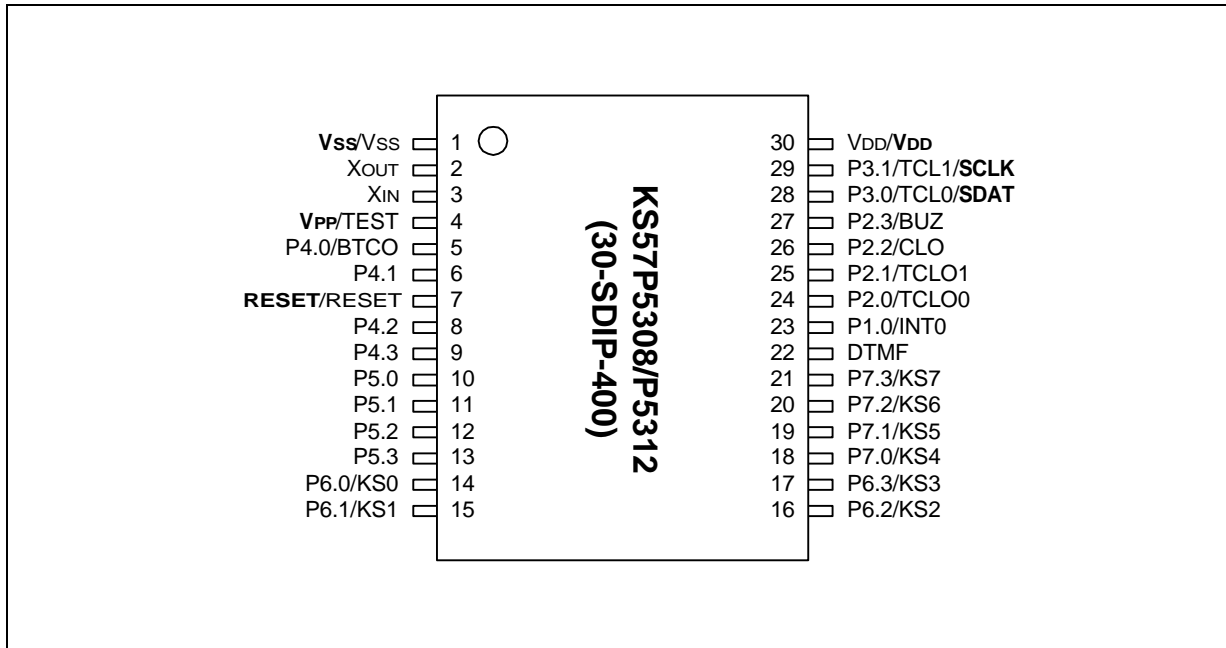 VSS/VSS 1
XOUT 2
XIN 3
VPP/TEST 4
P4.0/BTCO 5
P4.1 6
RESET/RESET 7
P4.2 8
P4.3 9
P5.0 10
P5.1 11
P5.2 12
P5.3 13
P6.0/KS0 14
P6.1/KS1 15
KS57P5308/P5312
(30-SDIP-400)
30 VDD/VDD
29 P3.1/TCL1/SCLK
28 P3.0/TCL0/SDAT
27 P2.3/BUZ
26 P2.2/CLO
25 P2.1/TCLO1
24 P2.0/TCLO0
23 P1.0/INT0
22 DTMF
21 P7.3/KS7
20 P7.2/KS6
19 P7.1/KS5
18 P7.0/KS4
17 P6.3/KS3
16 P6.2/KS2